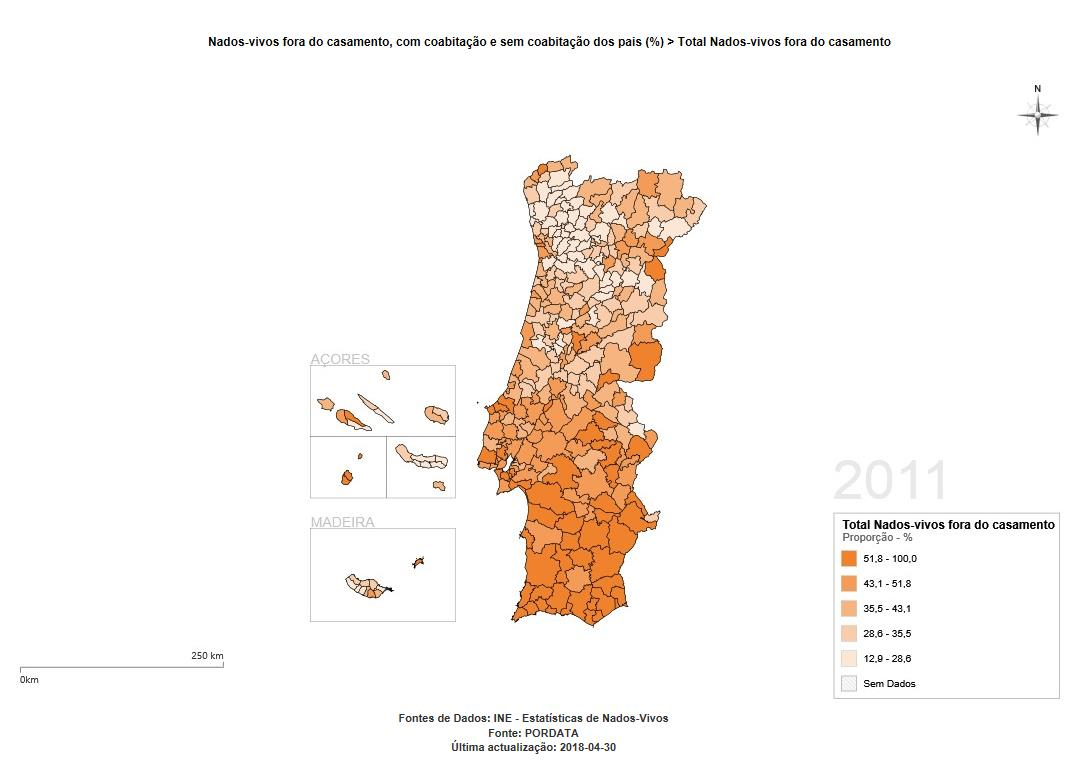 Nados-vivos fora do casamento, com coabitação e sem coabitação dos pais (%) > Total Nados-vivos fora do casamento
N
AÇORES
MADEIRA
2011
Total Nados-vivos fora do casamento
Proporção - %
51,8 - 100,0
43,1 - 51,8
35,5 - 43,1
28,6 - 35,5
12,9 - 28,6
Sem Dados
250 km
0km
Fontes de Dados: INE - Estatísticas de Nados-Vivos
Fonte: PORDATA
Última actualização: 2018-04-30